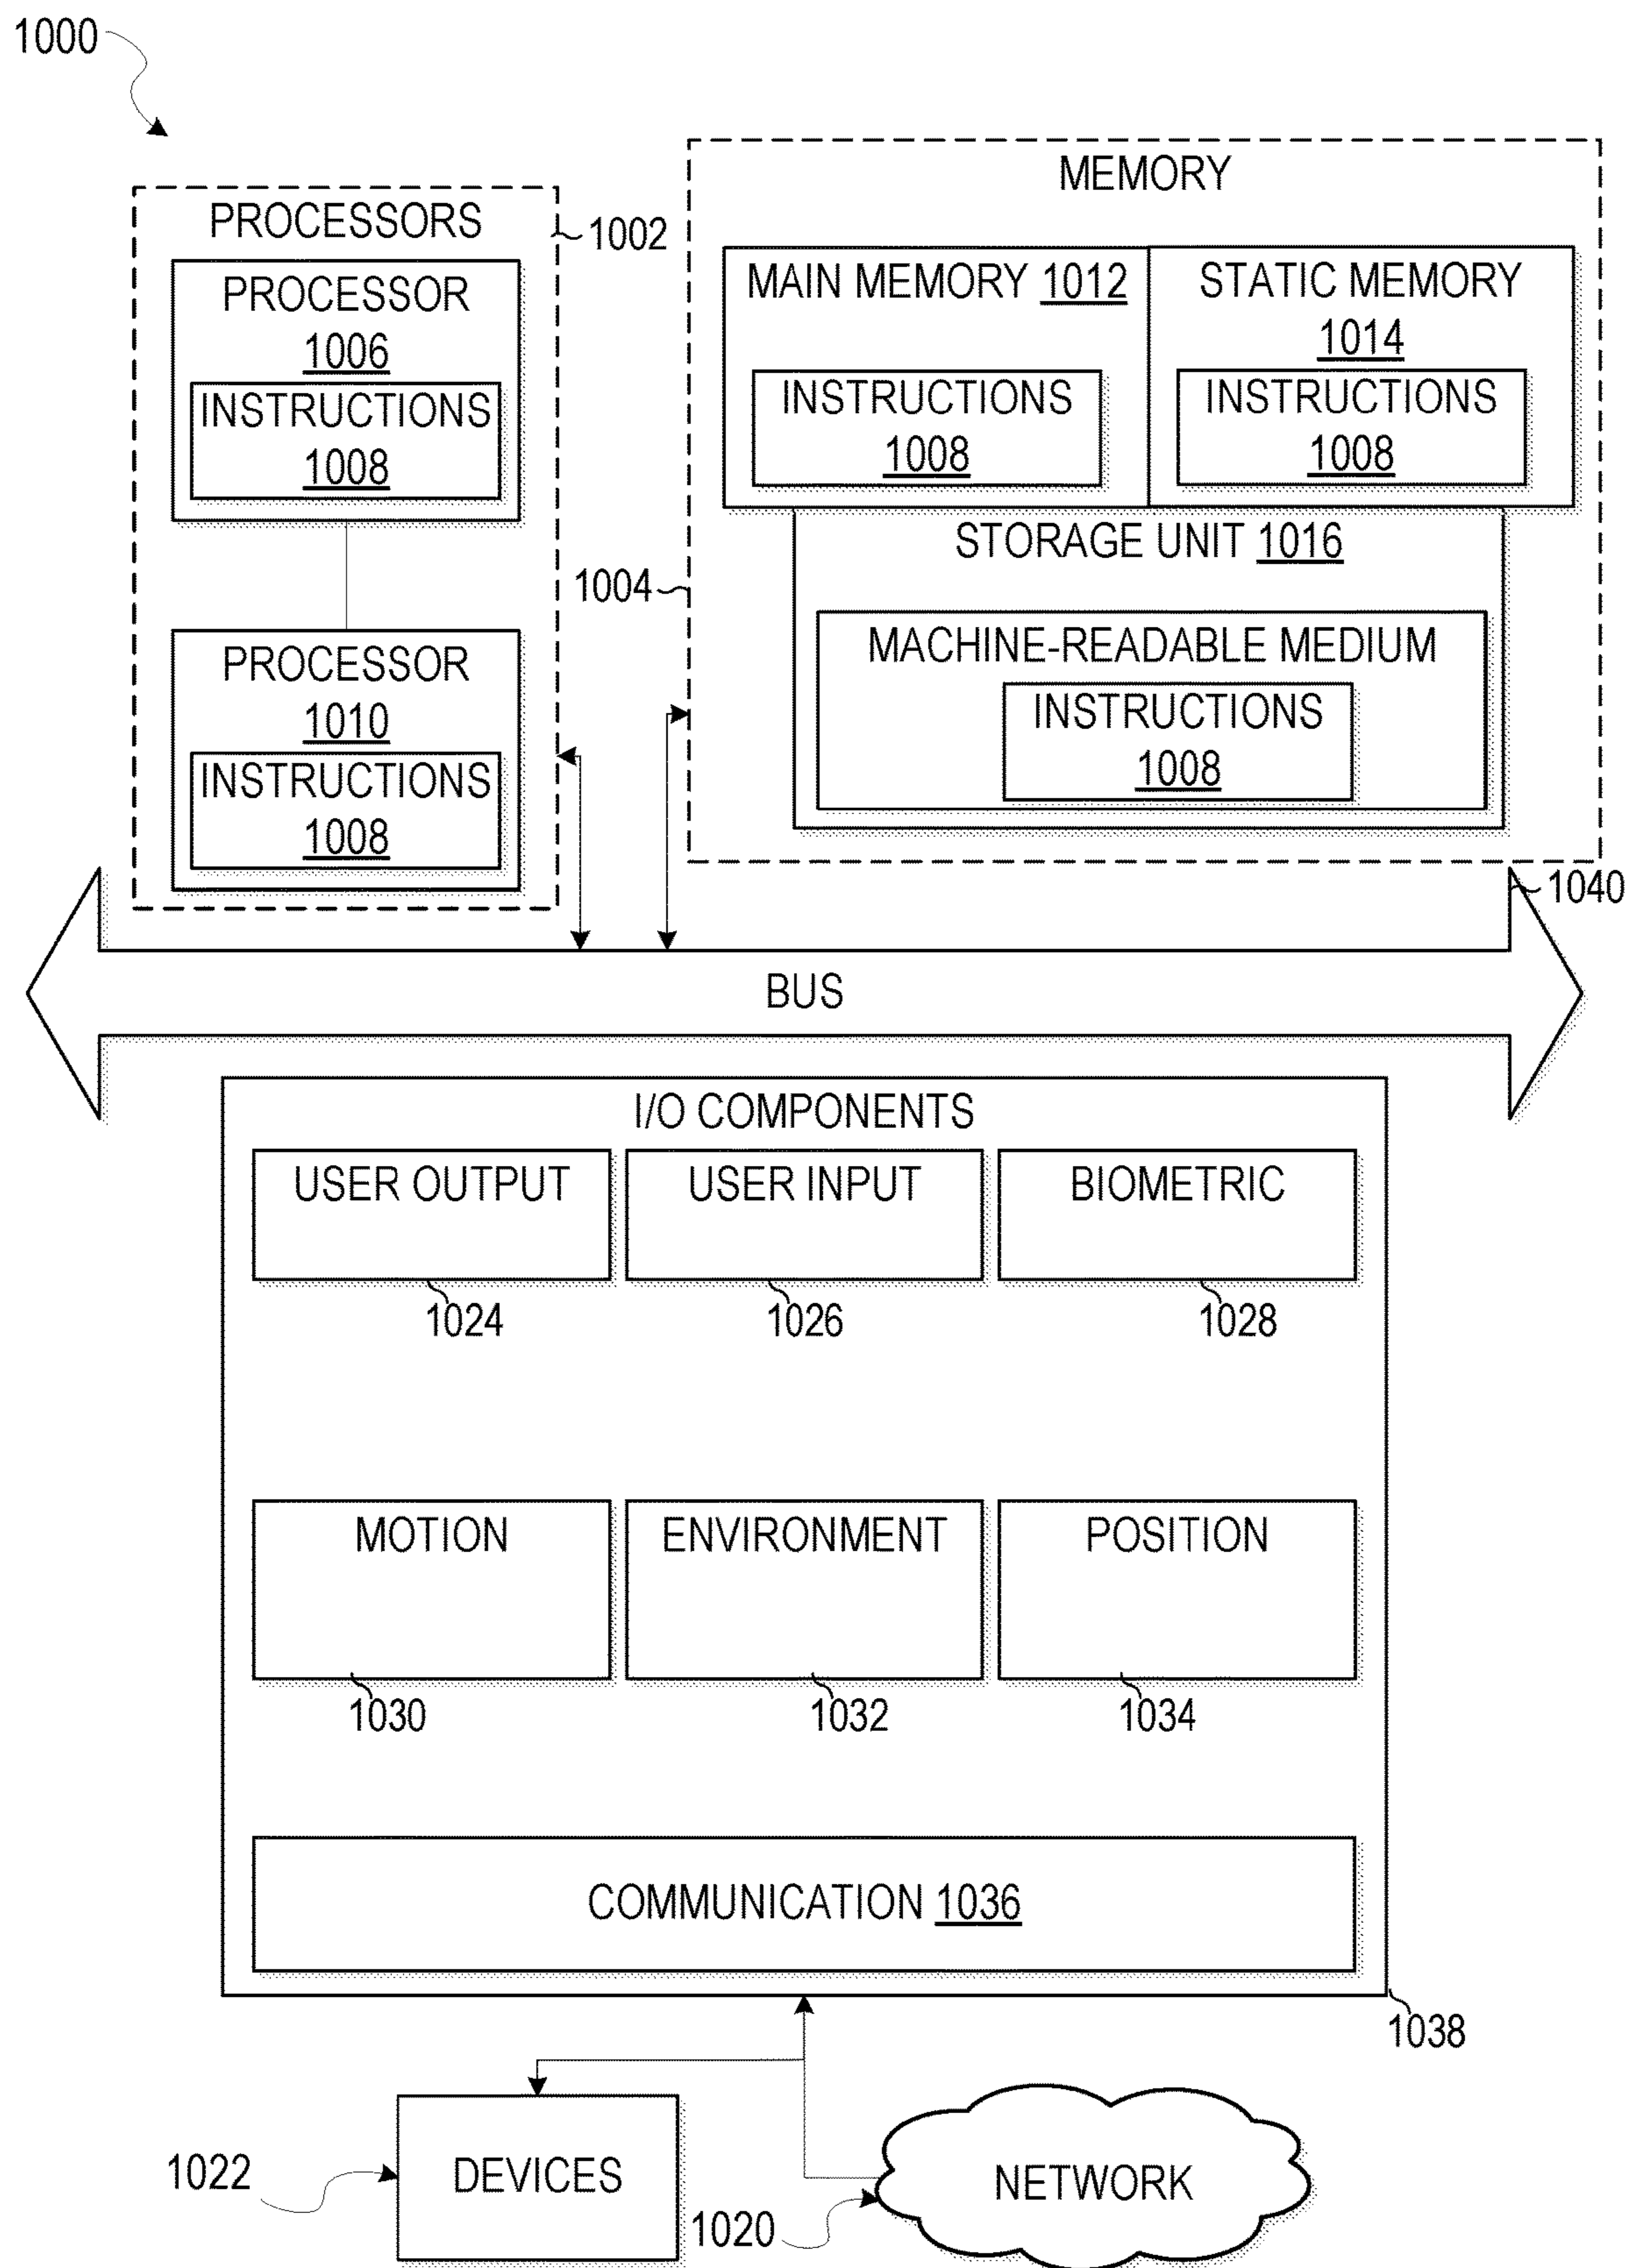 1000
PROCESSORS
1002
PROCESSOR
1006
INSTRUCTIONS
1008
PROCESSOR
1010
INSTRUCTIONS
1008
MEMORY
MAIN MEMORY 1012
INSTRUCTIONS
1008
STATIC MEMORY
1014
INSTRUCTIONS
1008
STORAGE UNIT 1016
1004
MACHINE-READABLE MEDIUM
INSTRUCTIONS
1008
1040
BUS
I/O COMPONENTS
USER OUTPUT
USER INPUT
BIOMETRIC
1024
1026
1028
MOTION
ENVIRONMENT
POSITION
1030
1032
1034
COMMUNICATION 1036
1038
1022
DEVICES
1020
NETWORK